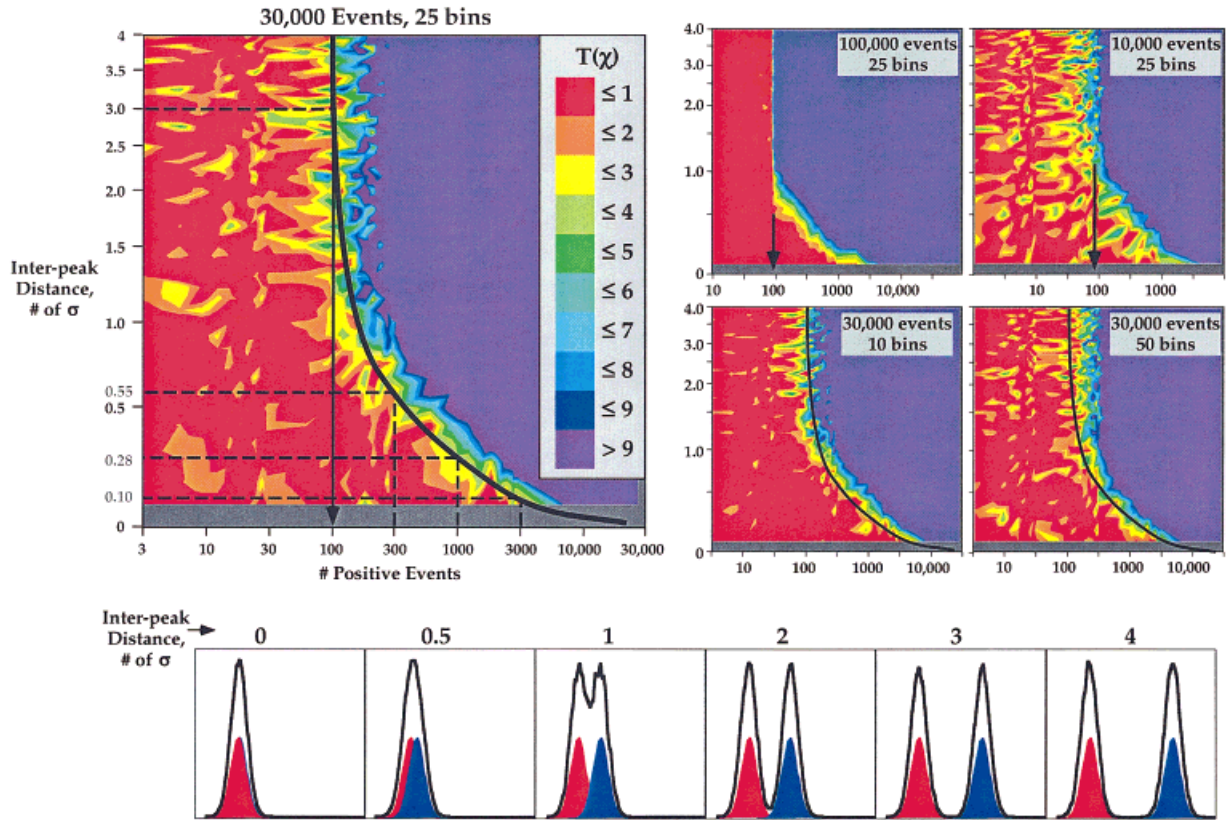 30,000 Events, 25 bins
4
3.5
3.0
2.5
2.0
1.5
1.0
0.55
0.5
0.28
0.10
0
Inter-peak
Distance,
# of σ
3 10 30 100 300 1000 3000 10,000 30,000
# Positive Events
T(χ)
≤ 1
≤ 2
≤ 3
≤ 4
≤ 5
≤ 6
≤ 7
≤ 8
≤ 9
> 9
100,000 events
25 bins
4.0
3.0
2.0
1.0
0
10 100 1000 10,000
10,000 events
25 bins
10 100 1000
30,000 events
10 bins
4.0
3.0
2.0
1.0
0
10 100 1000 10,000
30,000 events
50 bins
10 100 1000 10,000
Inter-peak
Distance,
# of σ
0 0.5 1 2 3 4